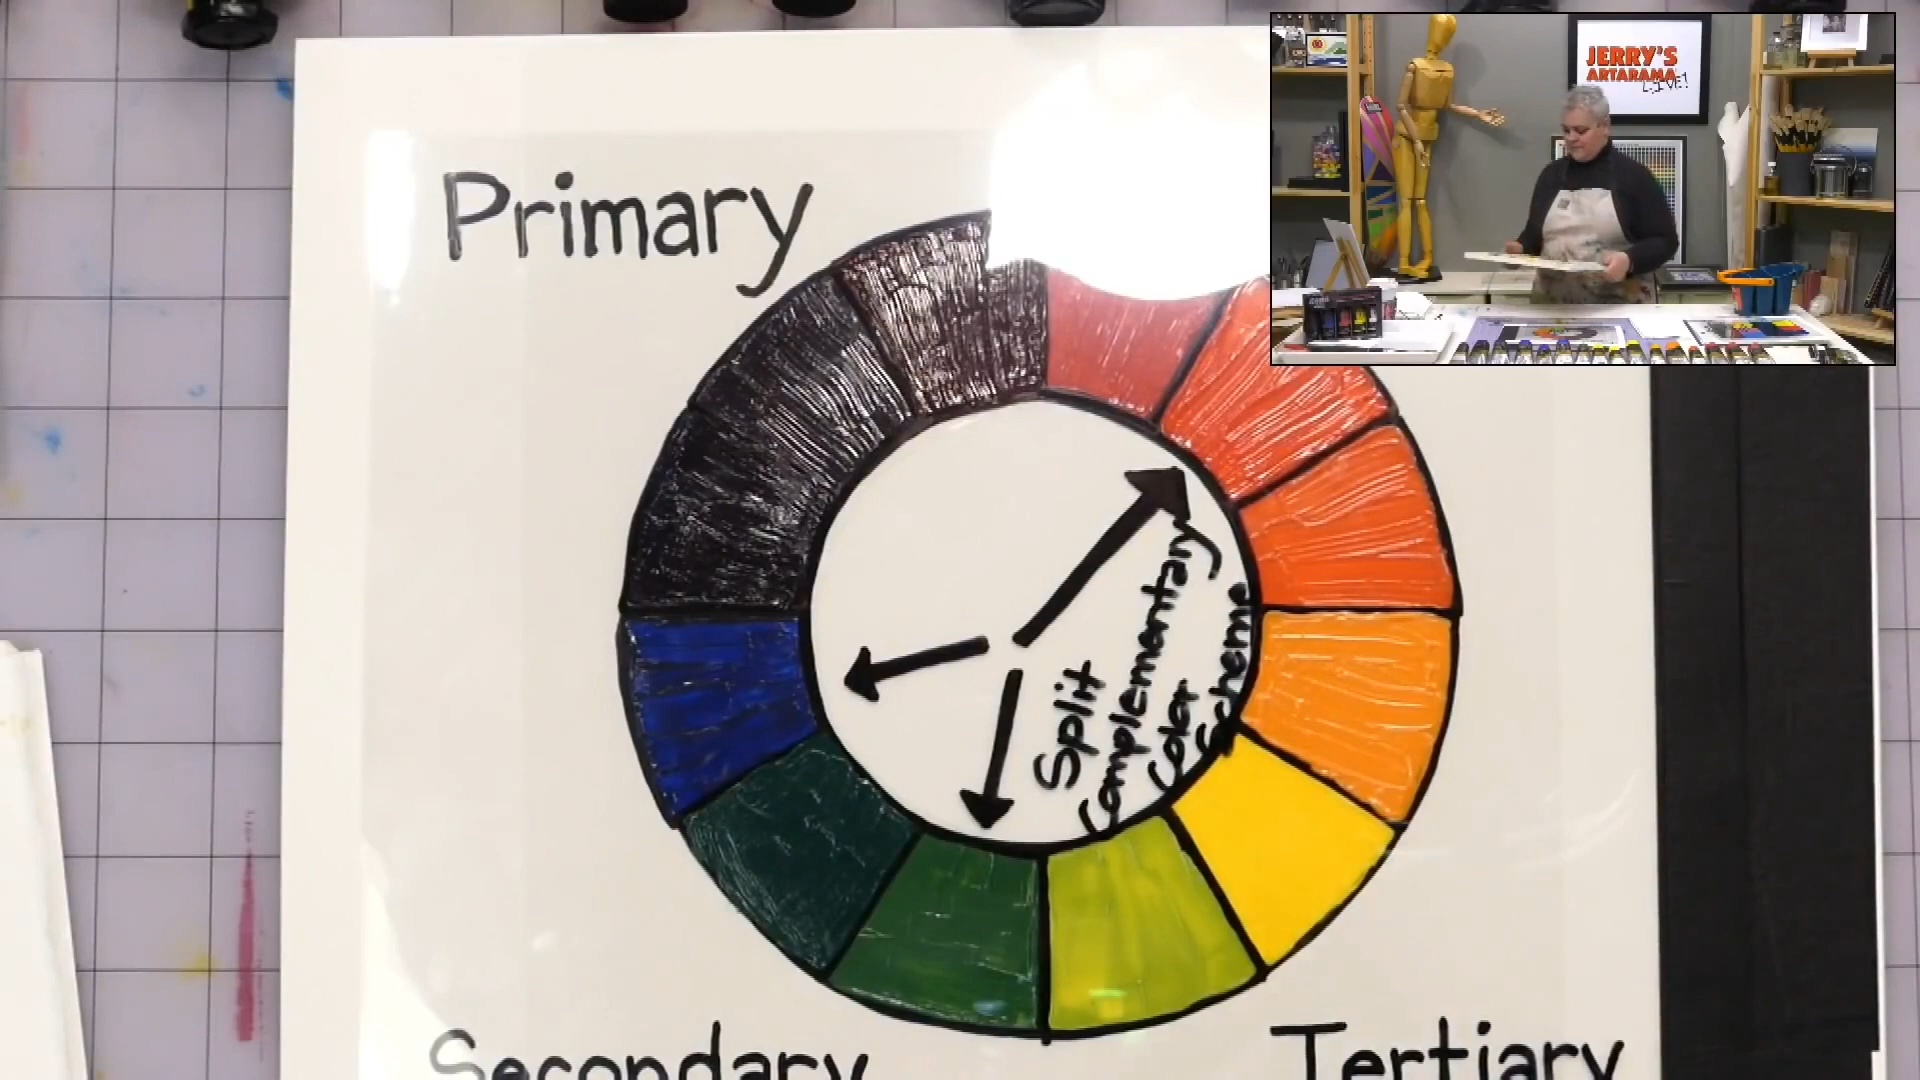 JERRY'S
ARTARAMA
LIVE!
Primary
Split
Complementary
Color
Scheme
Secondary
Tertiary